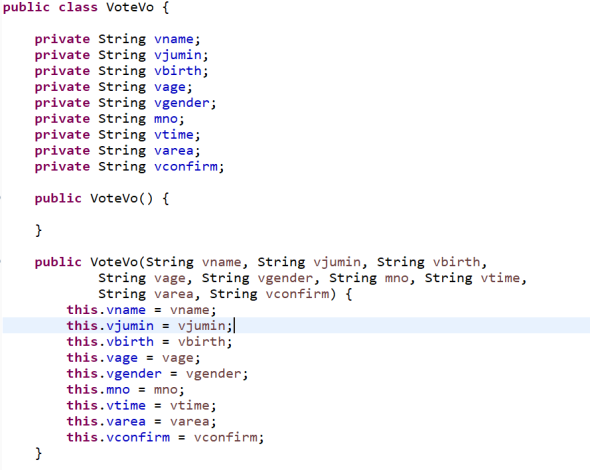 public class VoteVo {
private String vname;
private String vjumin;
private String vbirth;
private String vage;
private String vgender;
private String mno;
private String vtime;
private String varea;
private String vconfirm;
public VoteVo() {
}
public VoteVo(String vname, String vjumin, String vbirth,
String vage, String vgender, String mno, String vtime,
String varea, String vconfirm) {
this.vname = vname;
this.vjumin = vjumin;
this.vbirth = vbirth;
this.vage = vage;
this.vgender = vgender;
this.mno = mno;
this.vtime = vtime;
this.varea = varea;
this.vconfirm = vconfirm;
}